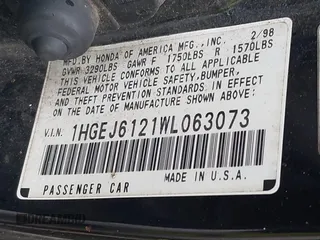 MFD. BY HONDA OF AMERICA MFG., INC. 2/98
GVWR 3290LBS GAWR F 1750LBS R 1570LBS
THIS VEHICLE CONFORMS TO ALL APPLICABLE
FEDERAL MOTOR VEHICLE SAFETY, BUMPER,
AND THEFT PREVENTION STANDARDS IN EFFECT
ON THE DATE OF MANUFACTURE SHOWN ABOVE.
V.I.N. 1HGEJ6121WL063073
PASSENGER CAR MADE IN U.S.A.